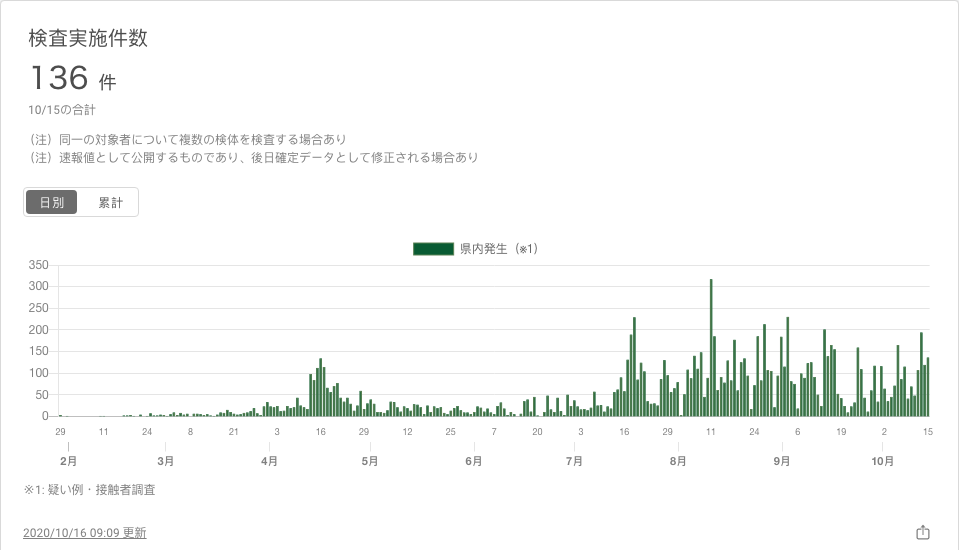 検査実施件数
136 件
10/15の合計
（注）同一の対象者について複数の検体を検査する場合あり
（注）速報値として公開するものであり、後日確定データとして修正される場合あり
日別 累計
県内発生（※1）
350
300
250
200
150
100
50
0
29 11 24 8 21 3 16 29 12 25 7 20 3 16 29 11 24 6 19 2 15
2月 3月 4月 5月 6月 7月 8月 9月 10月
※1: 疑い例・接触者調査
2020/10/16 09:09 更新